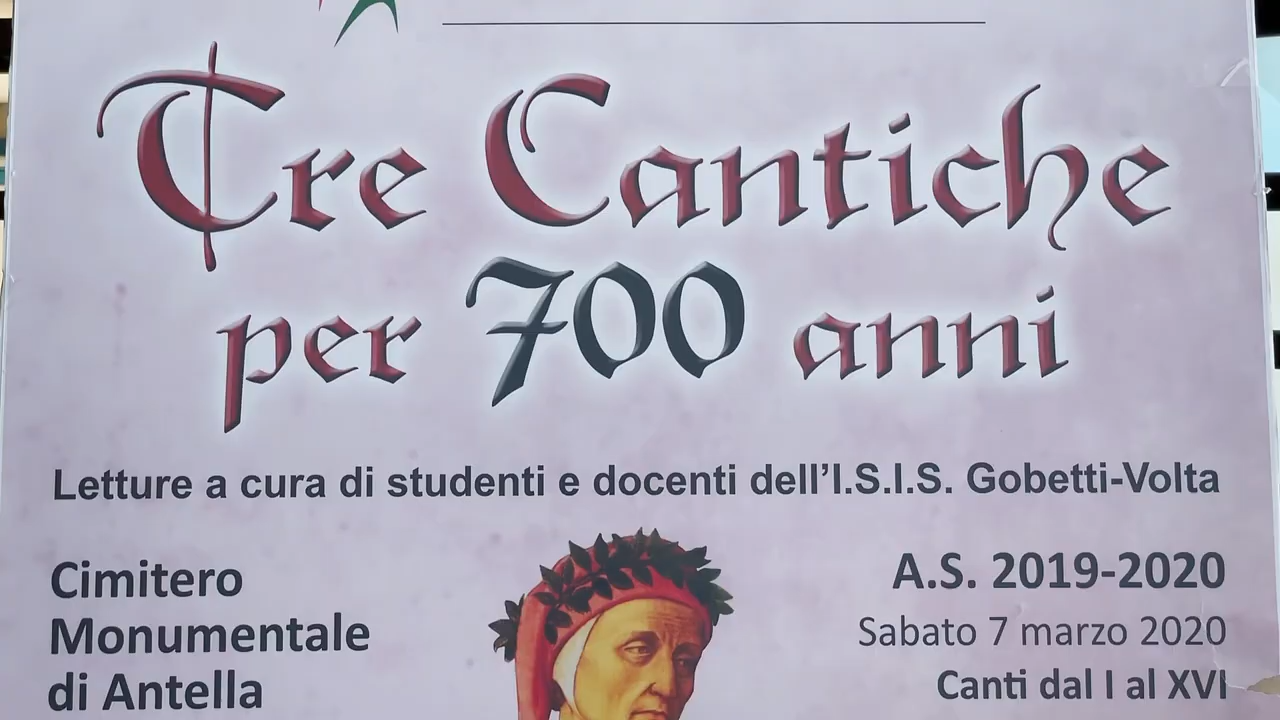 Tre Cantiche
per 700 anni
Letture a cura di studenti e docenti dell'I.S.I.S. Gobetti-Volta
Cimitero
Monumentale
di Antella
A.S. 2019-2020
Sabato 7 marzo 2020
Canti dal I al XVI